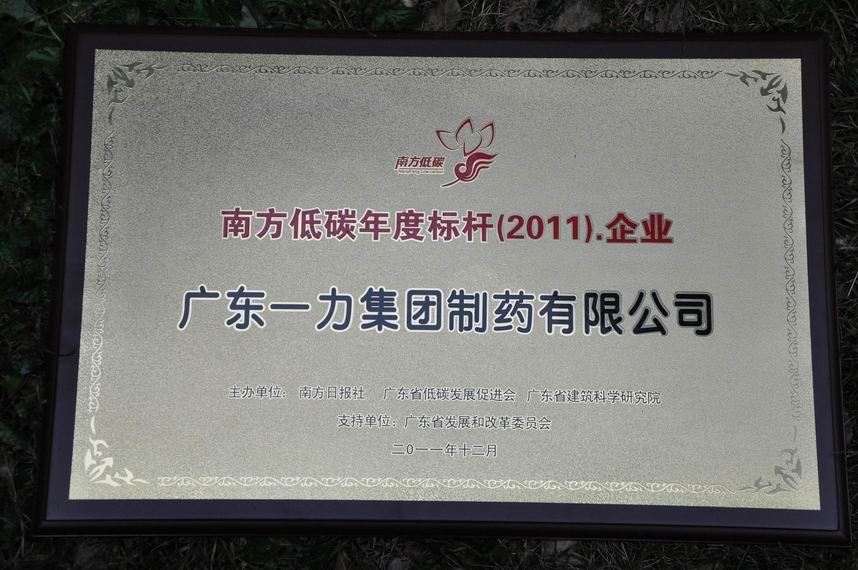 南方低碳
南方低碳年度标杆(2011).企业
广东一力集团制药有限公司
主办单位： 南方日报社 广东省低碳发展促进会 广东省建筑科学研究院
支持单位：广东省发展和改革委员会
二〇一一年十二月